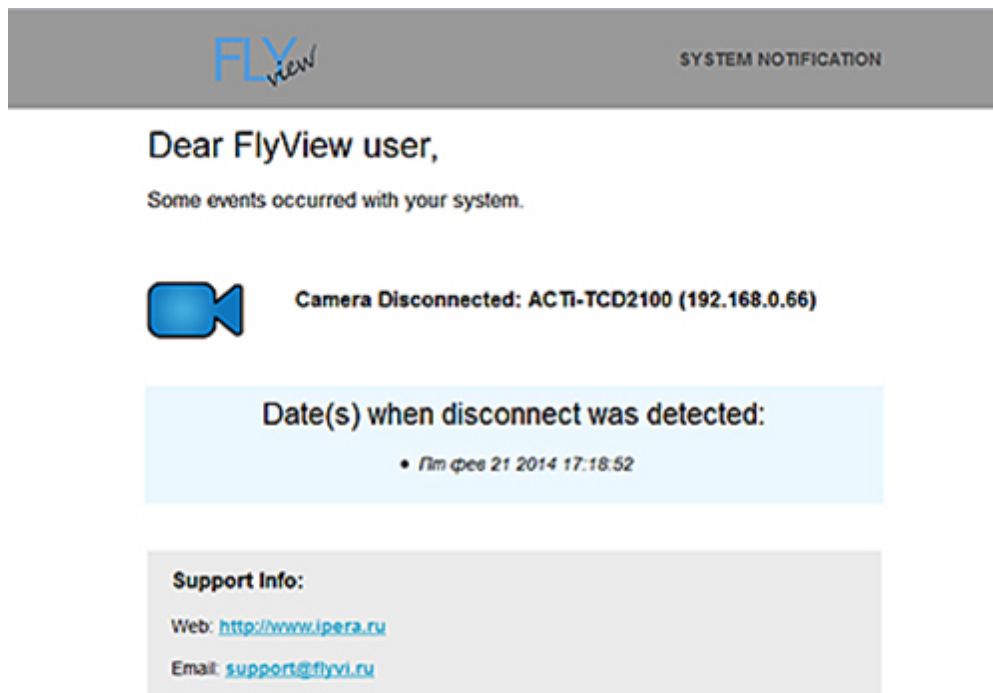 FLYview
SYSTEM NOTIFICATION
Dear FlyView user,
Some events occurred with your system.
Camera Disconnected: ACTi-TCD2100 (192.168.0.66)
Date(s) when disconnect was detected:
• Пт фев 21 2014 17:18:52
Support Info:
Web: http://www.ipera.ru
Email: support@flyvi.ru